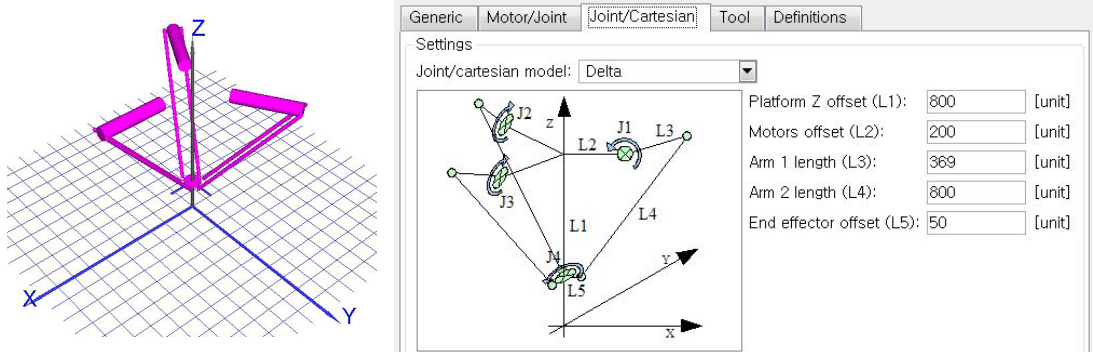 Z
X
Y
Generic Motor/Joint Joint/Cartesian Tool Definitions
Settings
Joint/cartesian model: Delta
J2
Z
J1
L3
L2
J3
L1
L4
J4
Y
L5
X
Platform Z offset (L1): 800 [unit]
Motors offset (L2): 200 [unit]
Arm 1 length (L3): 369 [unit]
Arm 2 length (L4): 800 [unit]
End effector offset (L5): 50 [unit]